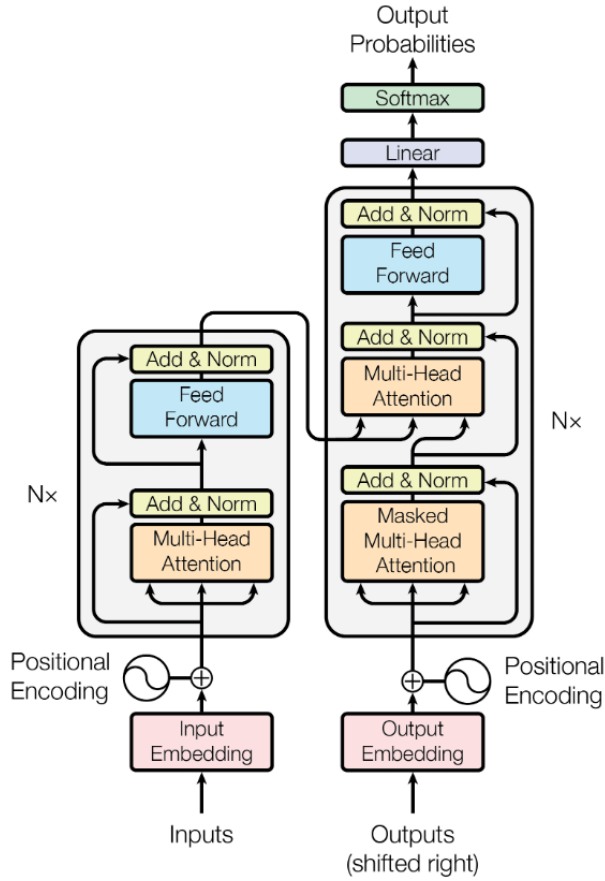 Output
Probabilities
Softmax
Linear
Add & Norm
Feed
Forward
Add & Norm
Multi-Head
Attention
Add & Norm
Masked
Multi-Head
Attention
Nx
Add & Norm
Feed
Forward
Add & Norm
Multi-Head
Attention
Nx
Positional
Encoding
Positional
Encoding
Input
Embedding
Output
Embedding
Inputs
Outputs
(shifted right)